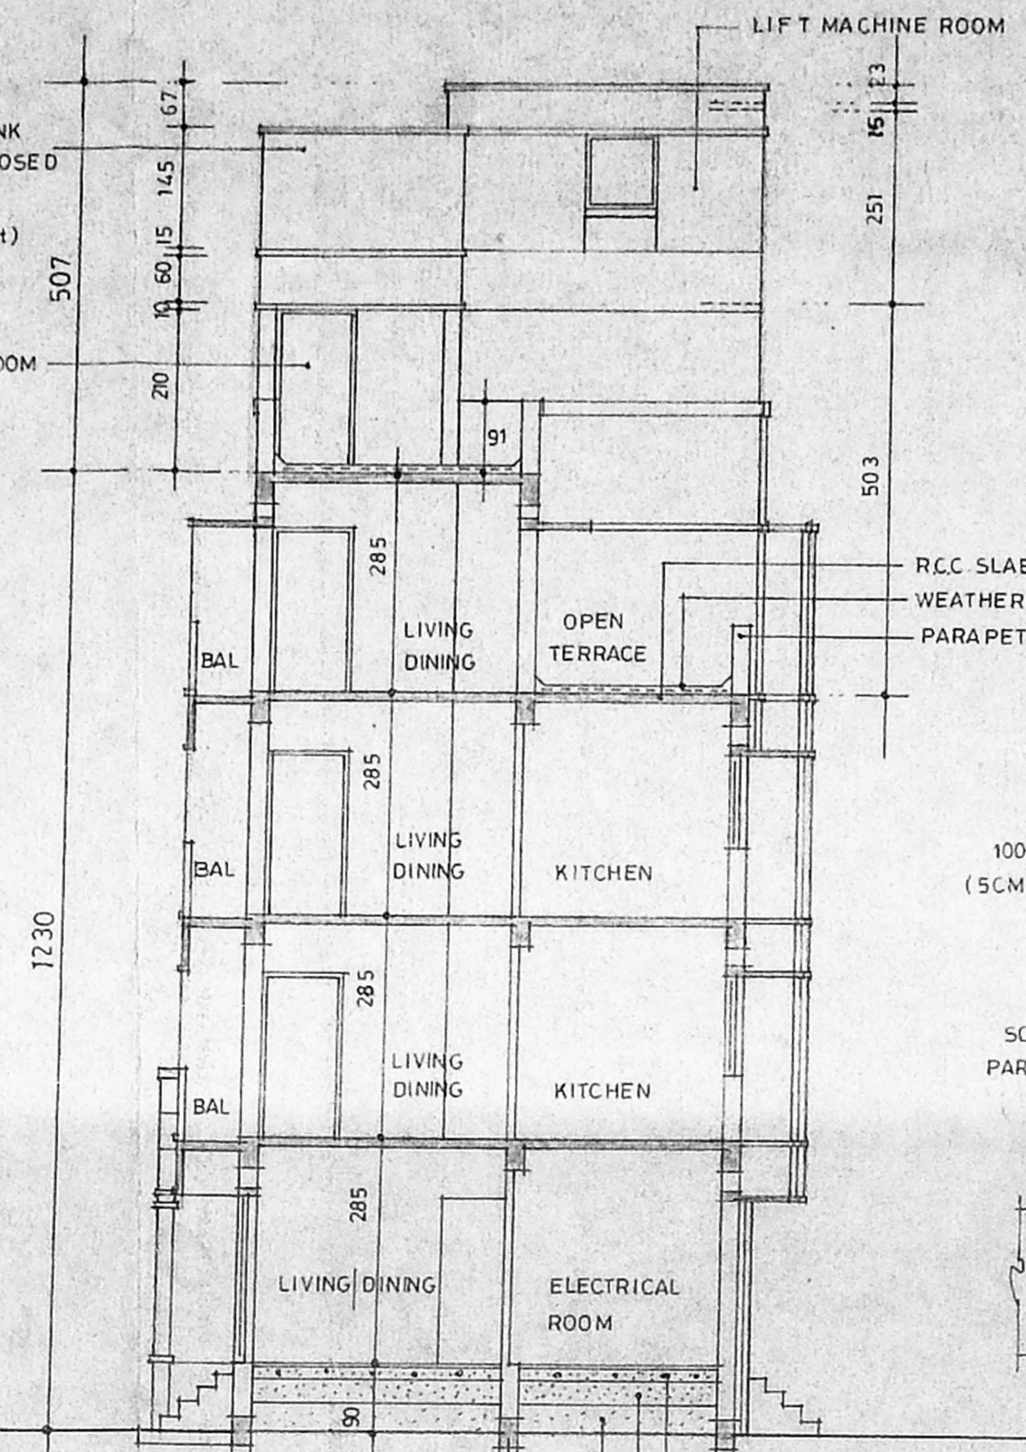 LIFT MACHINE ROOM
23
67
NK
OSED
15
145
251
t)
15
507
60
10
OOM
210
91
503
285
R.C.C. SLAB
WEATHER
PARAPET
OPEN
TERRACE
LIVING
DINING
BAL
285
LIVING
DINING
BAL
KITCHEN
100
(5CM
1230
285
LIVING
DINING
KITCHEN
BAL
SO
PAR
285
LIVING DINING
ELECTRICAL
ROOM
90